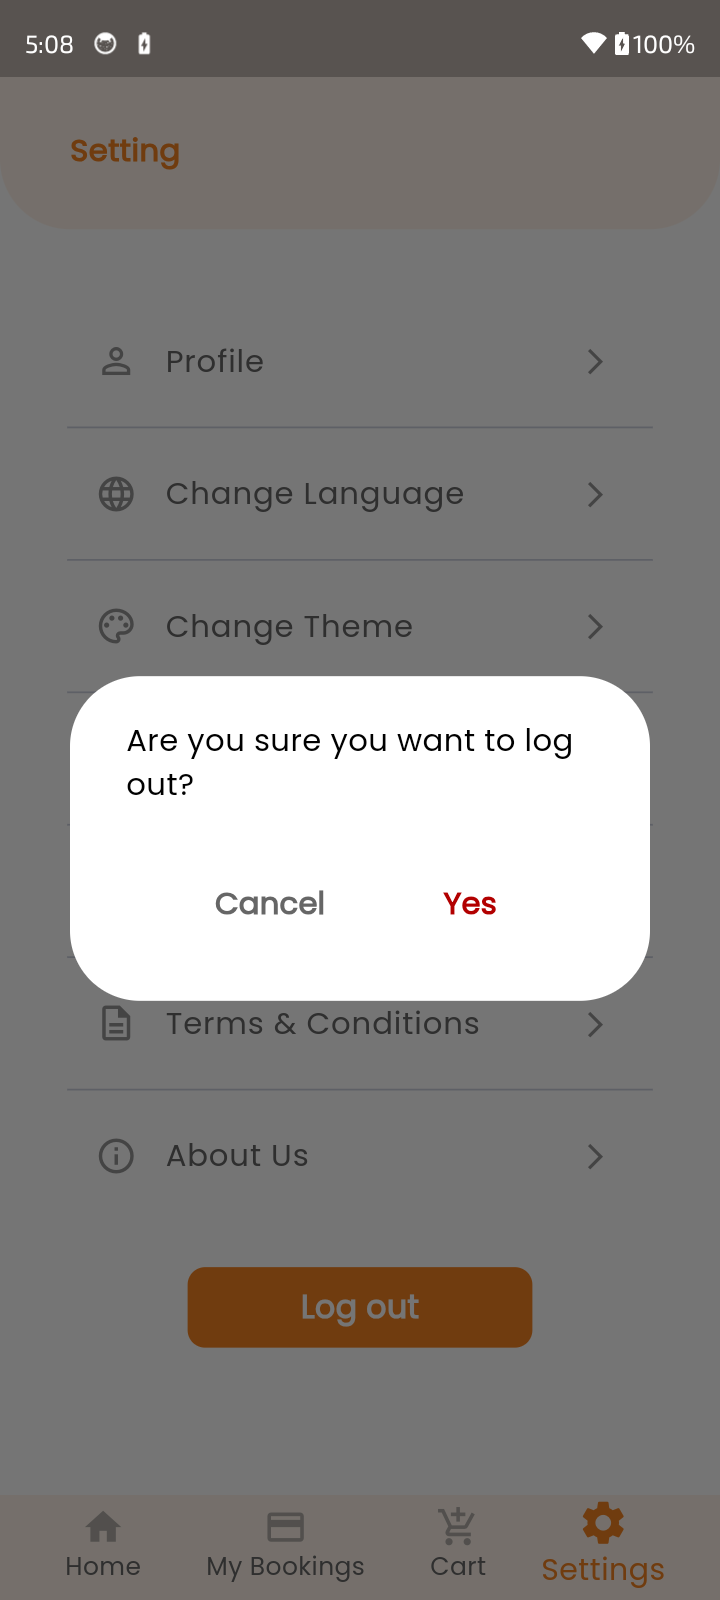 5:08
100%
Setting
Profile
Change Language
Change Theme
Are you sure you want to log
out?
Cancel
Yes
Terms & Conditions
About Us
Log out
Home
My Bookings
Cart
Settings